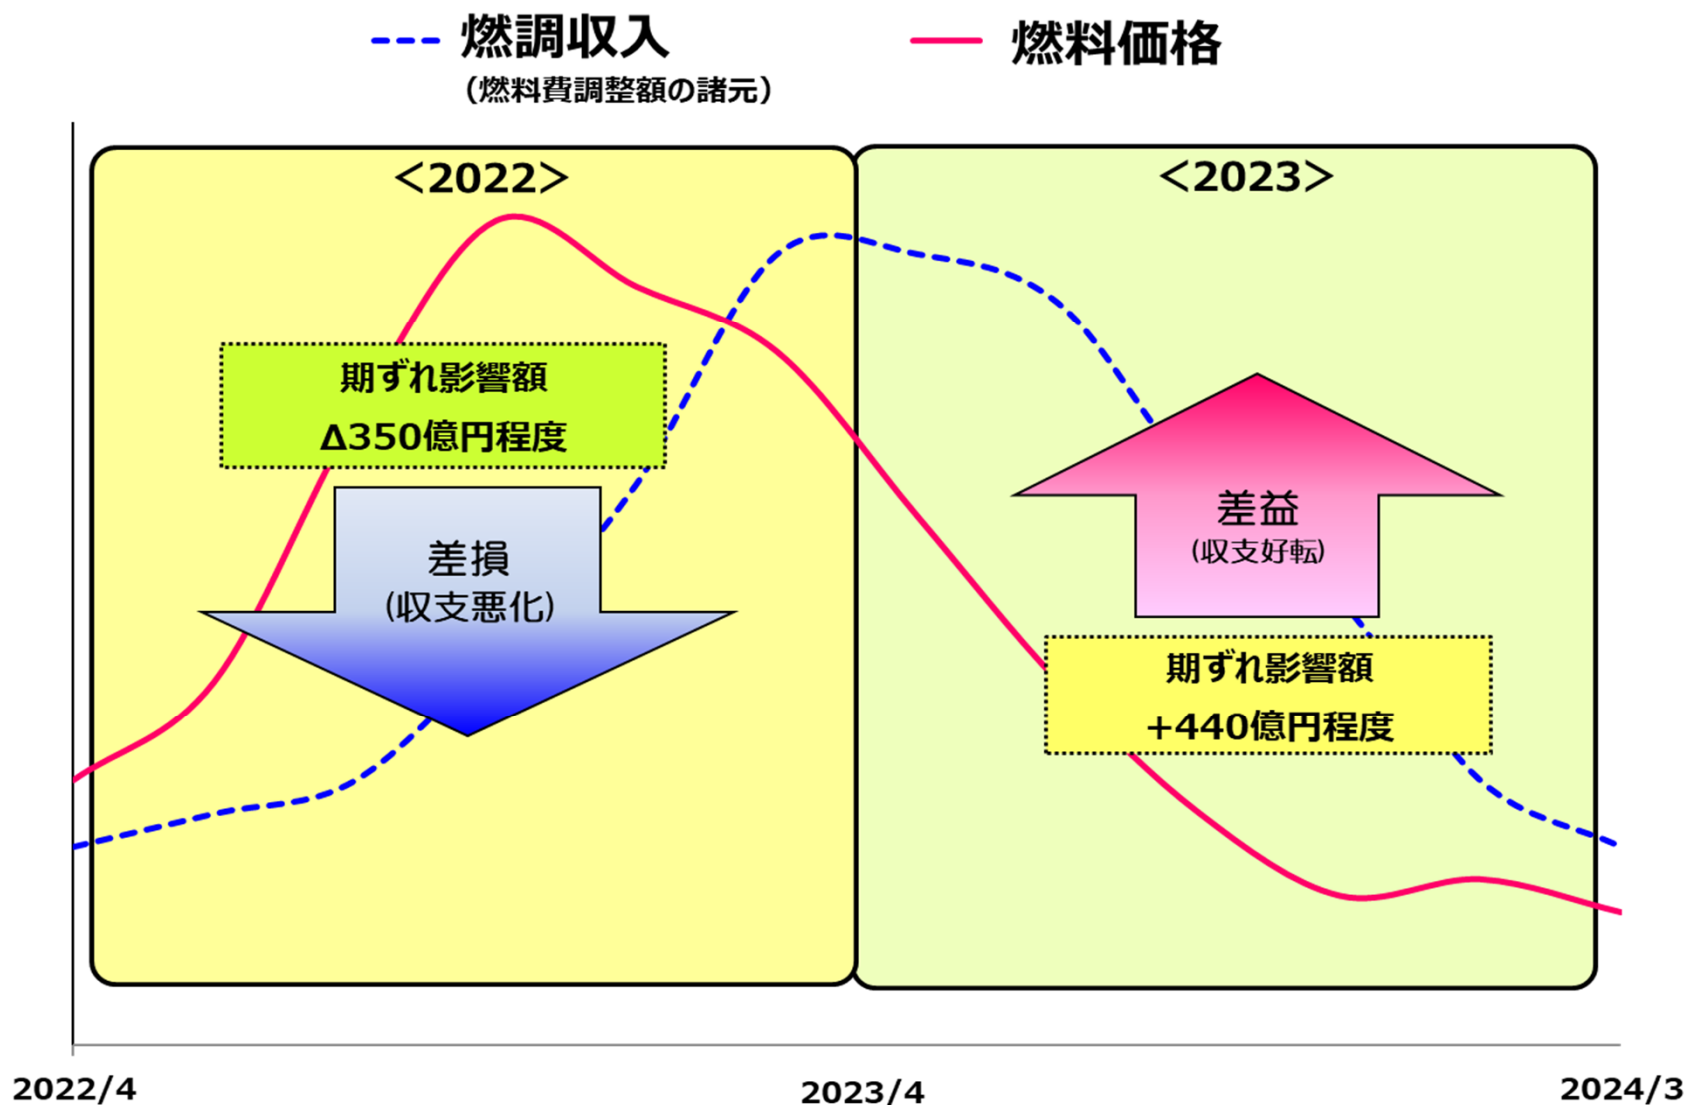 燃調収入
（燃料費調整額の諸元）
燃料価格
＜2022＞
＜2023＞
期ずれ影響額
Δ350億円程度
差損
(収支悪化)
差益
(収支好転)
期ずれ影響額
+440億円程度
2022/4
2023/4
2024/3